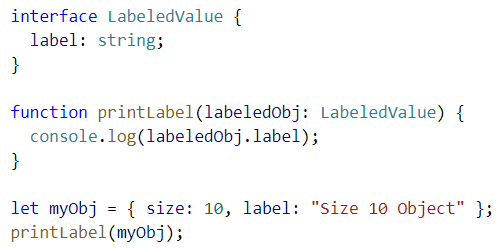 interface LabeledValue {
  label: string;
}

function printLabel(labeledObj: LabeledValue) {
  console.log(labeledObj.label);
}

let myObj = { size: 10, label: "Size 10 Object" };
printLabel(myObj);